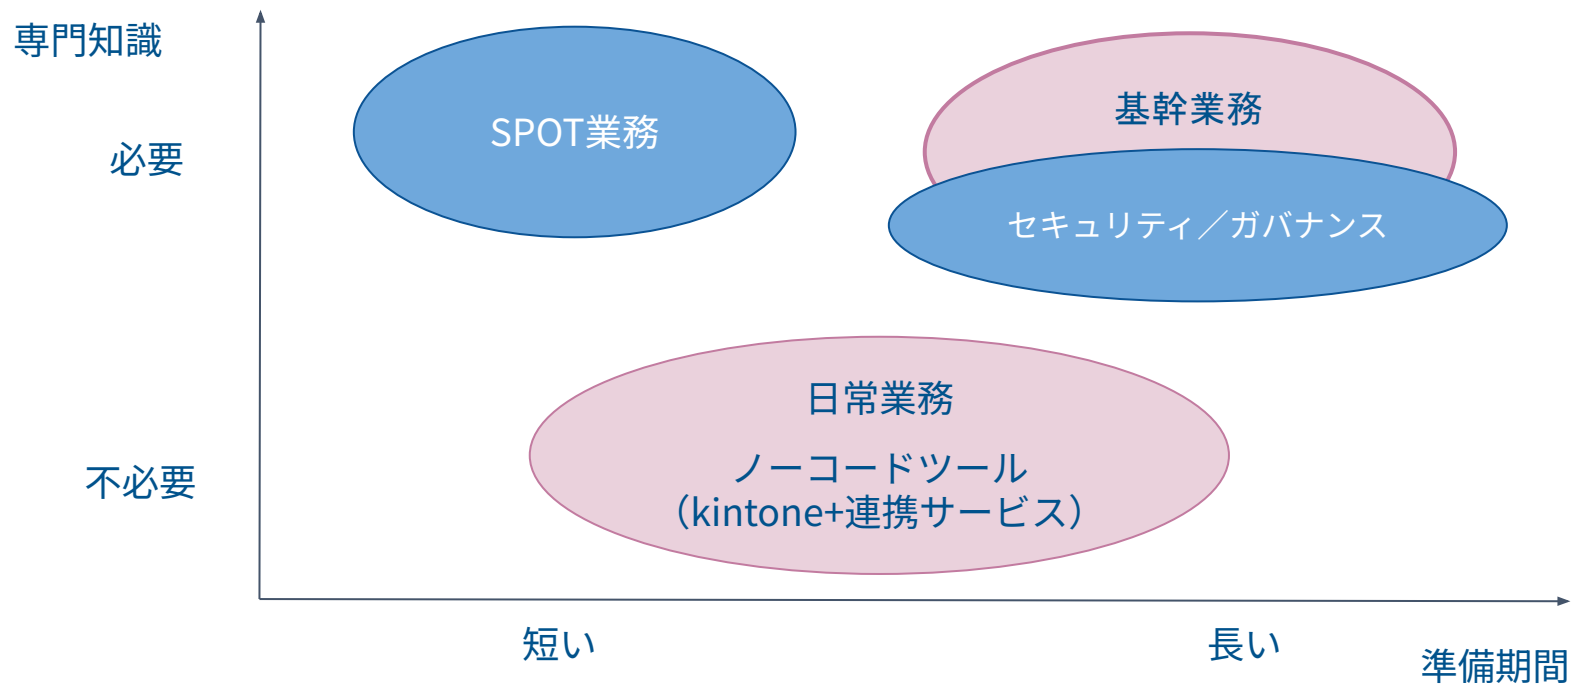 専門知識
必要
不必要
SPOT業務
基幹業務
セキュリティ／ガバナンス
日常業務
ノーコードツール
（kintone+連携サービス）
短い
長い
準備期間